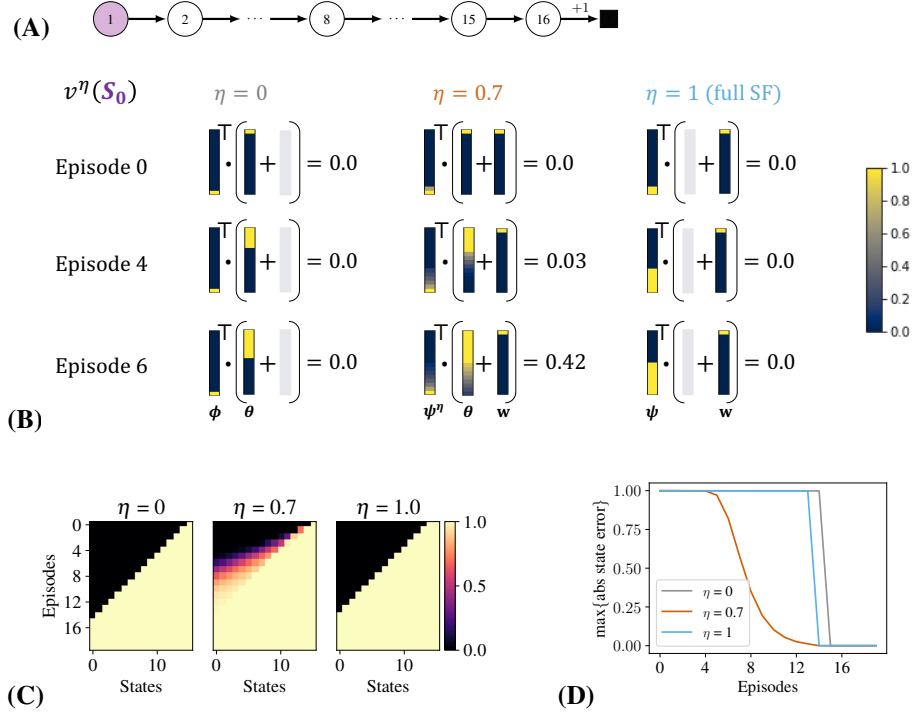 (A)
1 2 ... 8 ... 15 16 +1
v^η(S_0) η = 0 η = 0.7 η = 1 (full SF)
Episode 0 ⊤ · ( + ) = 0.0 ⊤ · ( + ) = 0.0 ⊤ · ( + ) = 0.0
Episode 4 ⊤ · ( + ) = 0.0 ⊤ · ( + ) = 0.03 ⊤ · ( + ) = 0.0
Episode 6 ⊤ · ( + ) = 0.0 ⊤ · ( + ) = 0.42 ⊤ · ( + ) = 0.0
ϕ θ ψ^η θ w ψ w
1.0
0.8
0.6
0.4
0.2
0.0
(B)
η = 0 η = 0.7 η = 1.0
0
4
8
12
16
Episodes
0 10 0 10 0 10
States States States
1.0
0.5
0.0
(C)
1.00
0.75
0.50
0.25
0.00
max{abs state error}
η = 0
η = 0.7
η = 1
0 4 8 12 16
Episodes
(D)